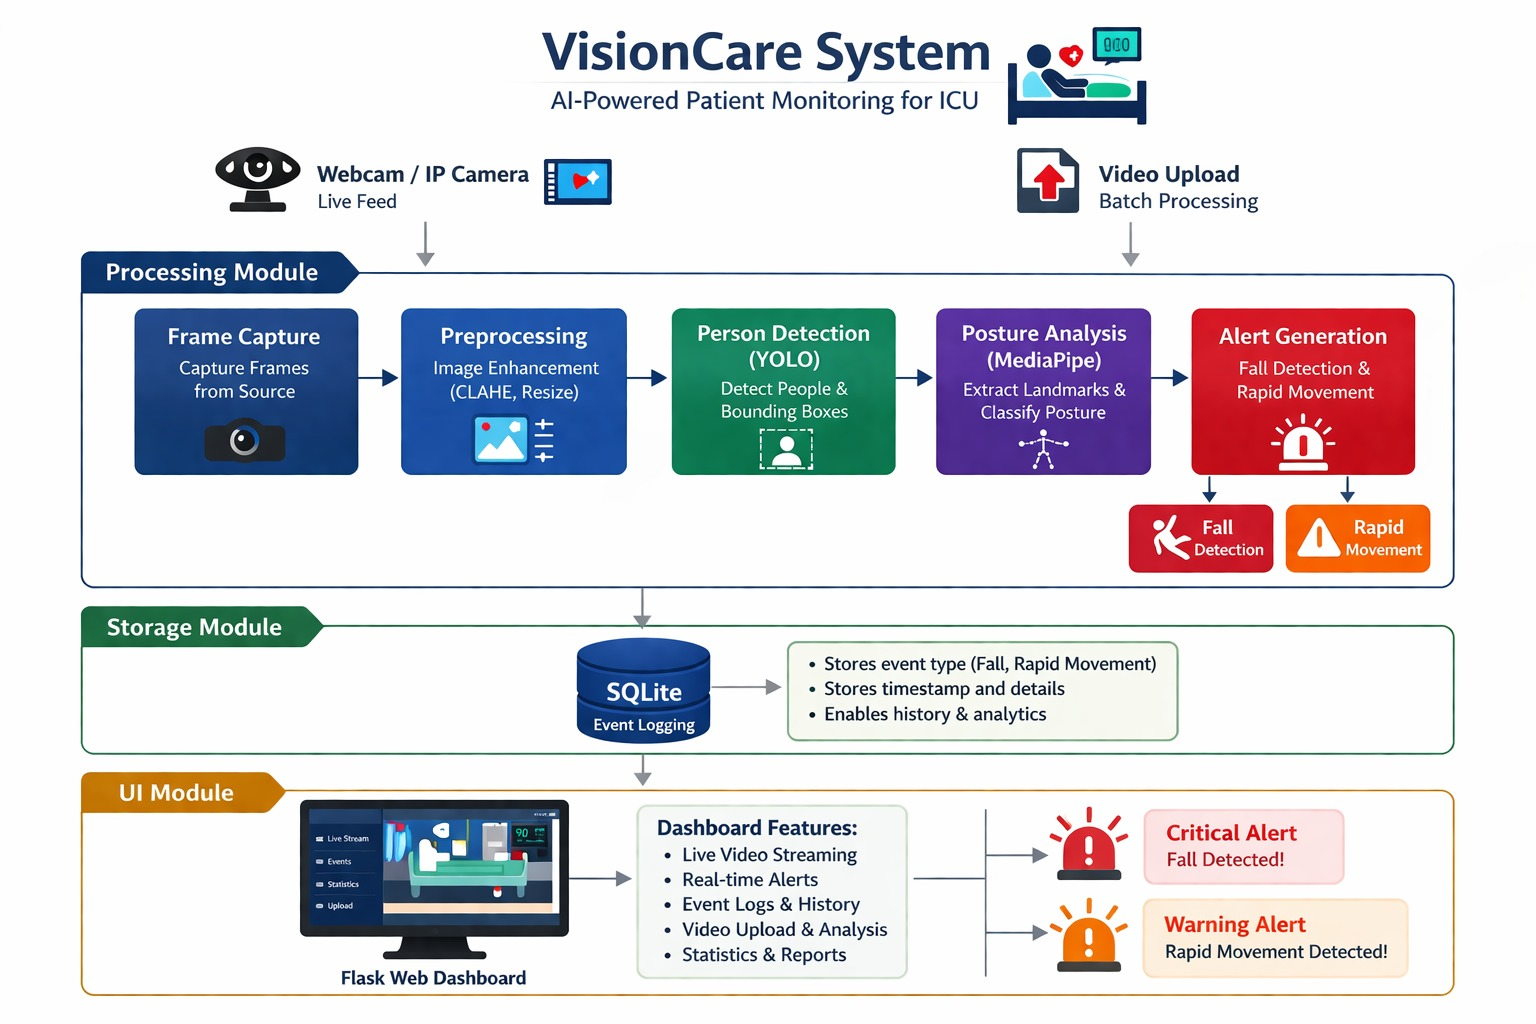 VisionCare System
AI-Powered Patient Monitoring for ICU
Webcam / IP Camera
Live Feed
Video Upload
Batch Processing
Processing Module
Frame Capture
Capture Frames
from Source
Preprocessing
Image Enhancement
(CLAHE, Resize)
Person Detection
(YOLO)
Detect People &
Bounding Boxes
Posture Analysis
(MediaPipe)
Extract Landmarks &
Classify Posture
Alert Generation
Fall Detection &
Rapid Movement
Fall
Detection
Rapid
Movement
Storage Module
SQLite
Event Logging
• Stores event type (Fall, Rapid Movement)
• Stores timestamp and details
• Enables history & analytics
UI Module
Live Stream
Events
Statistics
Upload
90
Flask Web Dashboard
Dashboard Features:
• Live Video Streaming
• Real-time Alerts
• Event Logs & History
• Video Upload & Analysis
• Statistics & Reports
Critical Alert
Fall Detected!
Warning Alert
Rapid Movement Detected!